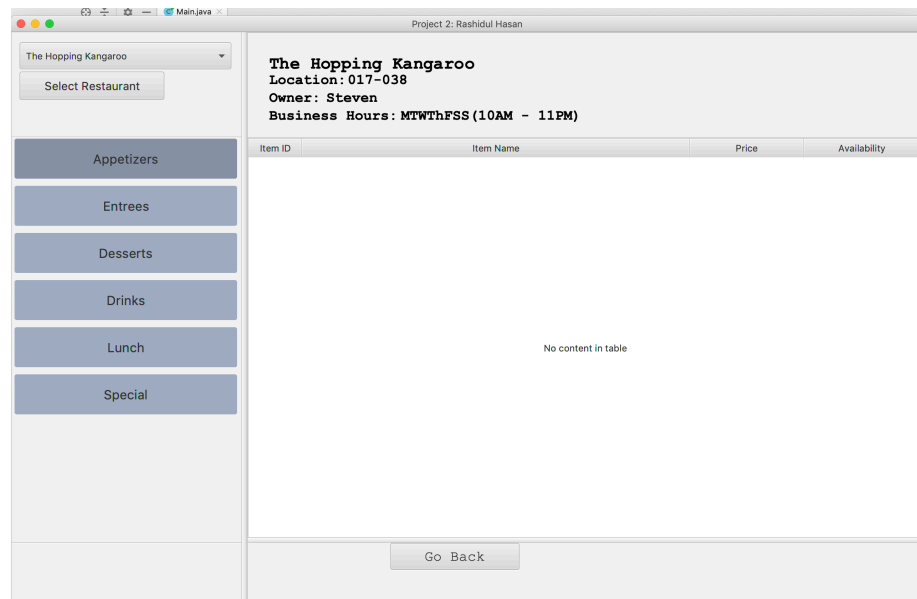 Main.java
Project 2: Rashidul Hasan
The Hopping Kangaroo
Select Restaurant
The Hopping Kangaroo
Location:017-038
Owner: Steven
Business Hours:MTWThFSS(10AM - 11PM)
Appetizers
Entrees
Desserts
Drinks
Lunch
Special
Item ID Item Name Price Availability
No content in table
Go Back